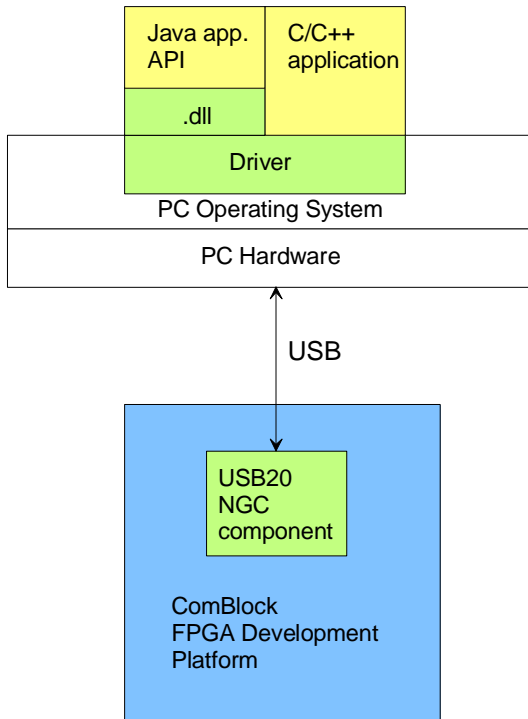 Java app.
API
C/C++
application
.dll
Driver
PC Operating System
PC Hardware
USB
USB20
NGC
component
ComBlock
FPGA Development
Platform